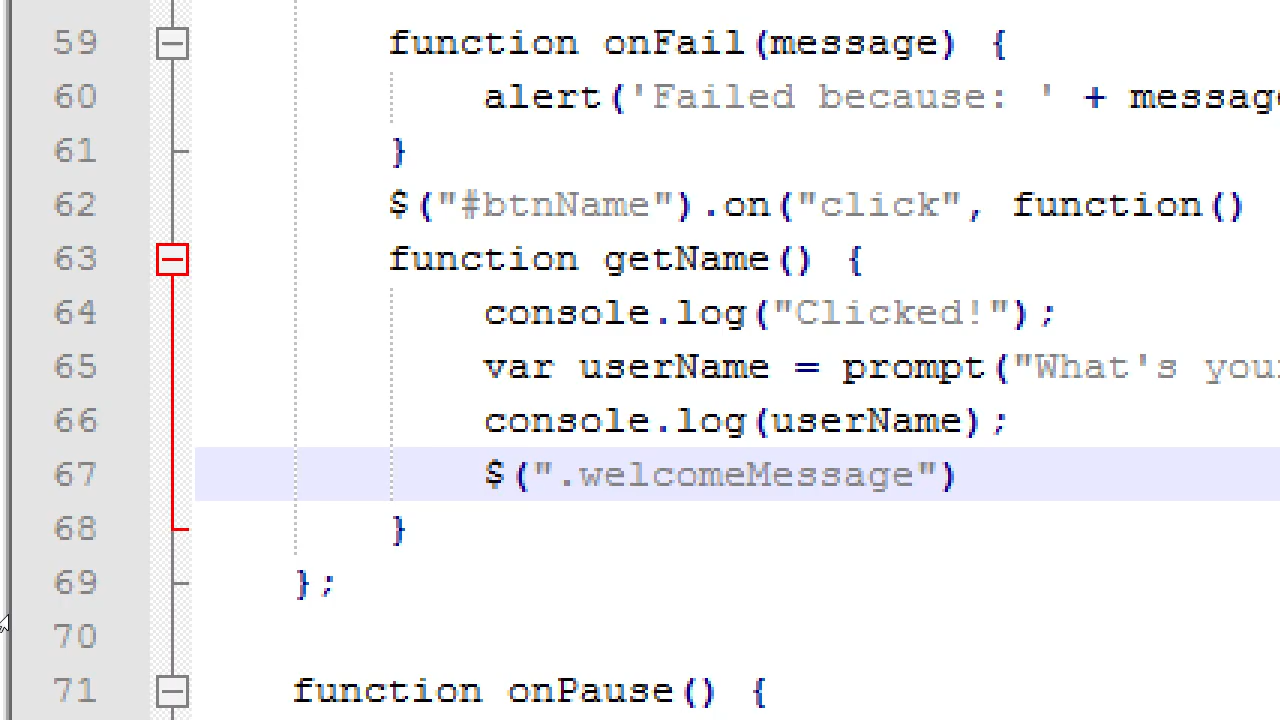 59 function onFail(message) {
60 alert('Failed because: ' + messag
61 }
62 $("#btnName").on("click", function()
63 function getName() {
64 console.log("Clicked!");
65 var userName = prompt("What's you
66 console.log(userName);
67 $(".welcomeMessage")
68 }
69 };
70
71 function onPause() {